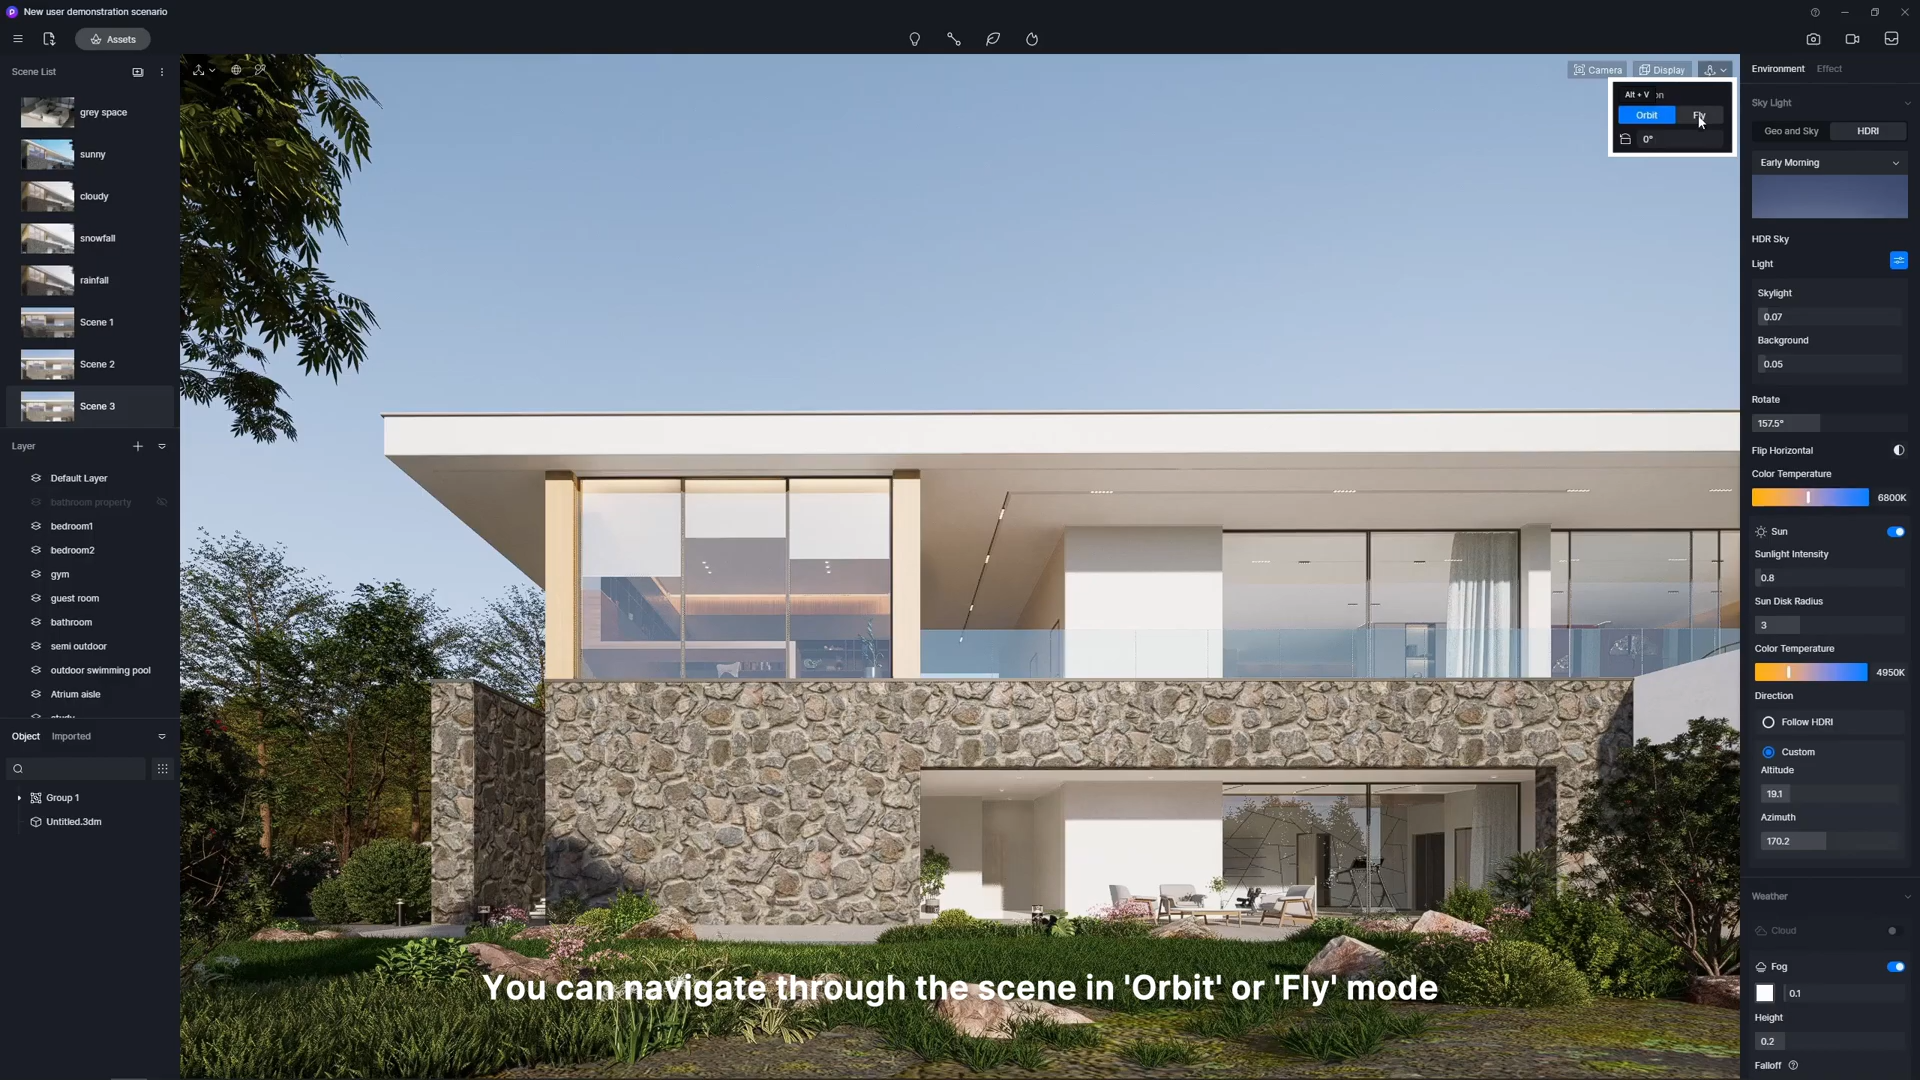 New user demonstration scenario
Assets
Scene List
grey space
sunny
cloudy
snowfall
rainfall
Scene 1
Scene 2
Scene 3
Layer
Default Layer
bathroom property
bedroom1
bedroom2
gym
guest room
bathroom
semi outdoor
outdoor swimming pool
Atrium aisle
study
Object Imported
Group 1
Untitled.3dm
Camera Display
Alt + V
Orbit Fly
0°
You can navigate through the scene in 'Orbit' or 'Fly' mode
Environment Effect
Sky Light
Geo and Sky HDRI
Early Morning
HDR Sky
Light
Skylight
0.07
Background
0.05
Rotate
157.5°
Flip Horizontal
Color Temperature
6800K
Sun
Sunlight Intensity
0.8
Sun Disk Radius
3
Color Temperature
4950K
Direction
Follow HDRI
Custom
Altitude
19.1
Azimuth
170.2
Weather
Cloud
Fog
0.1
Height
0.2
Falloff